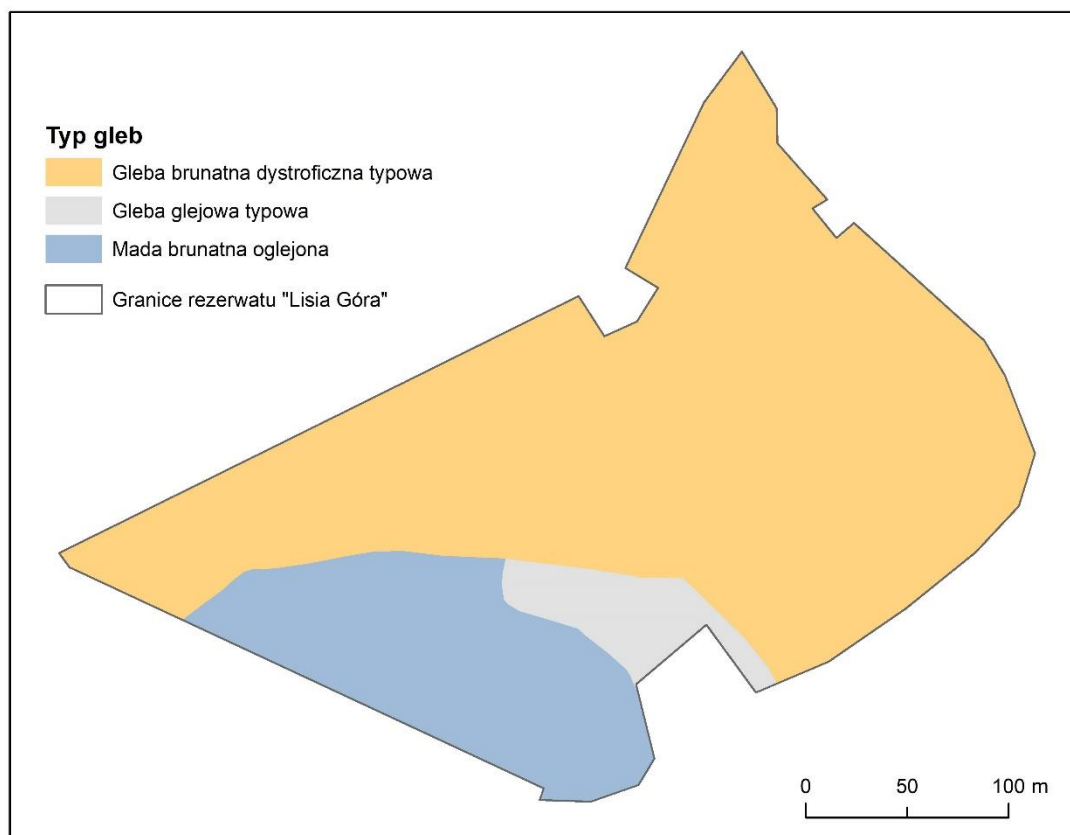 Typ gleb
Gleba brunatna dystroficzna typowa
Gleba glejowa typowa
Mada brunatna oglejona
Granice rezerwatu "Lisia Góra"
0 50 100 m